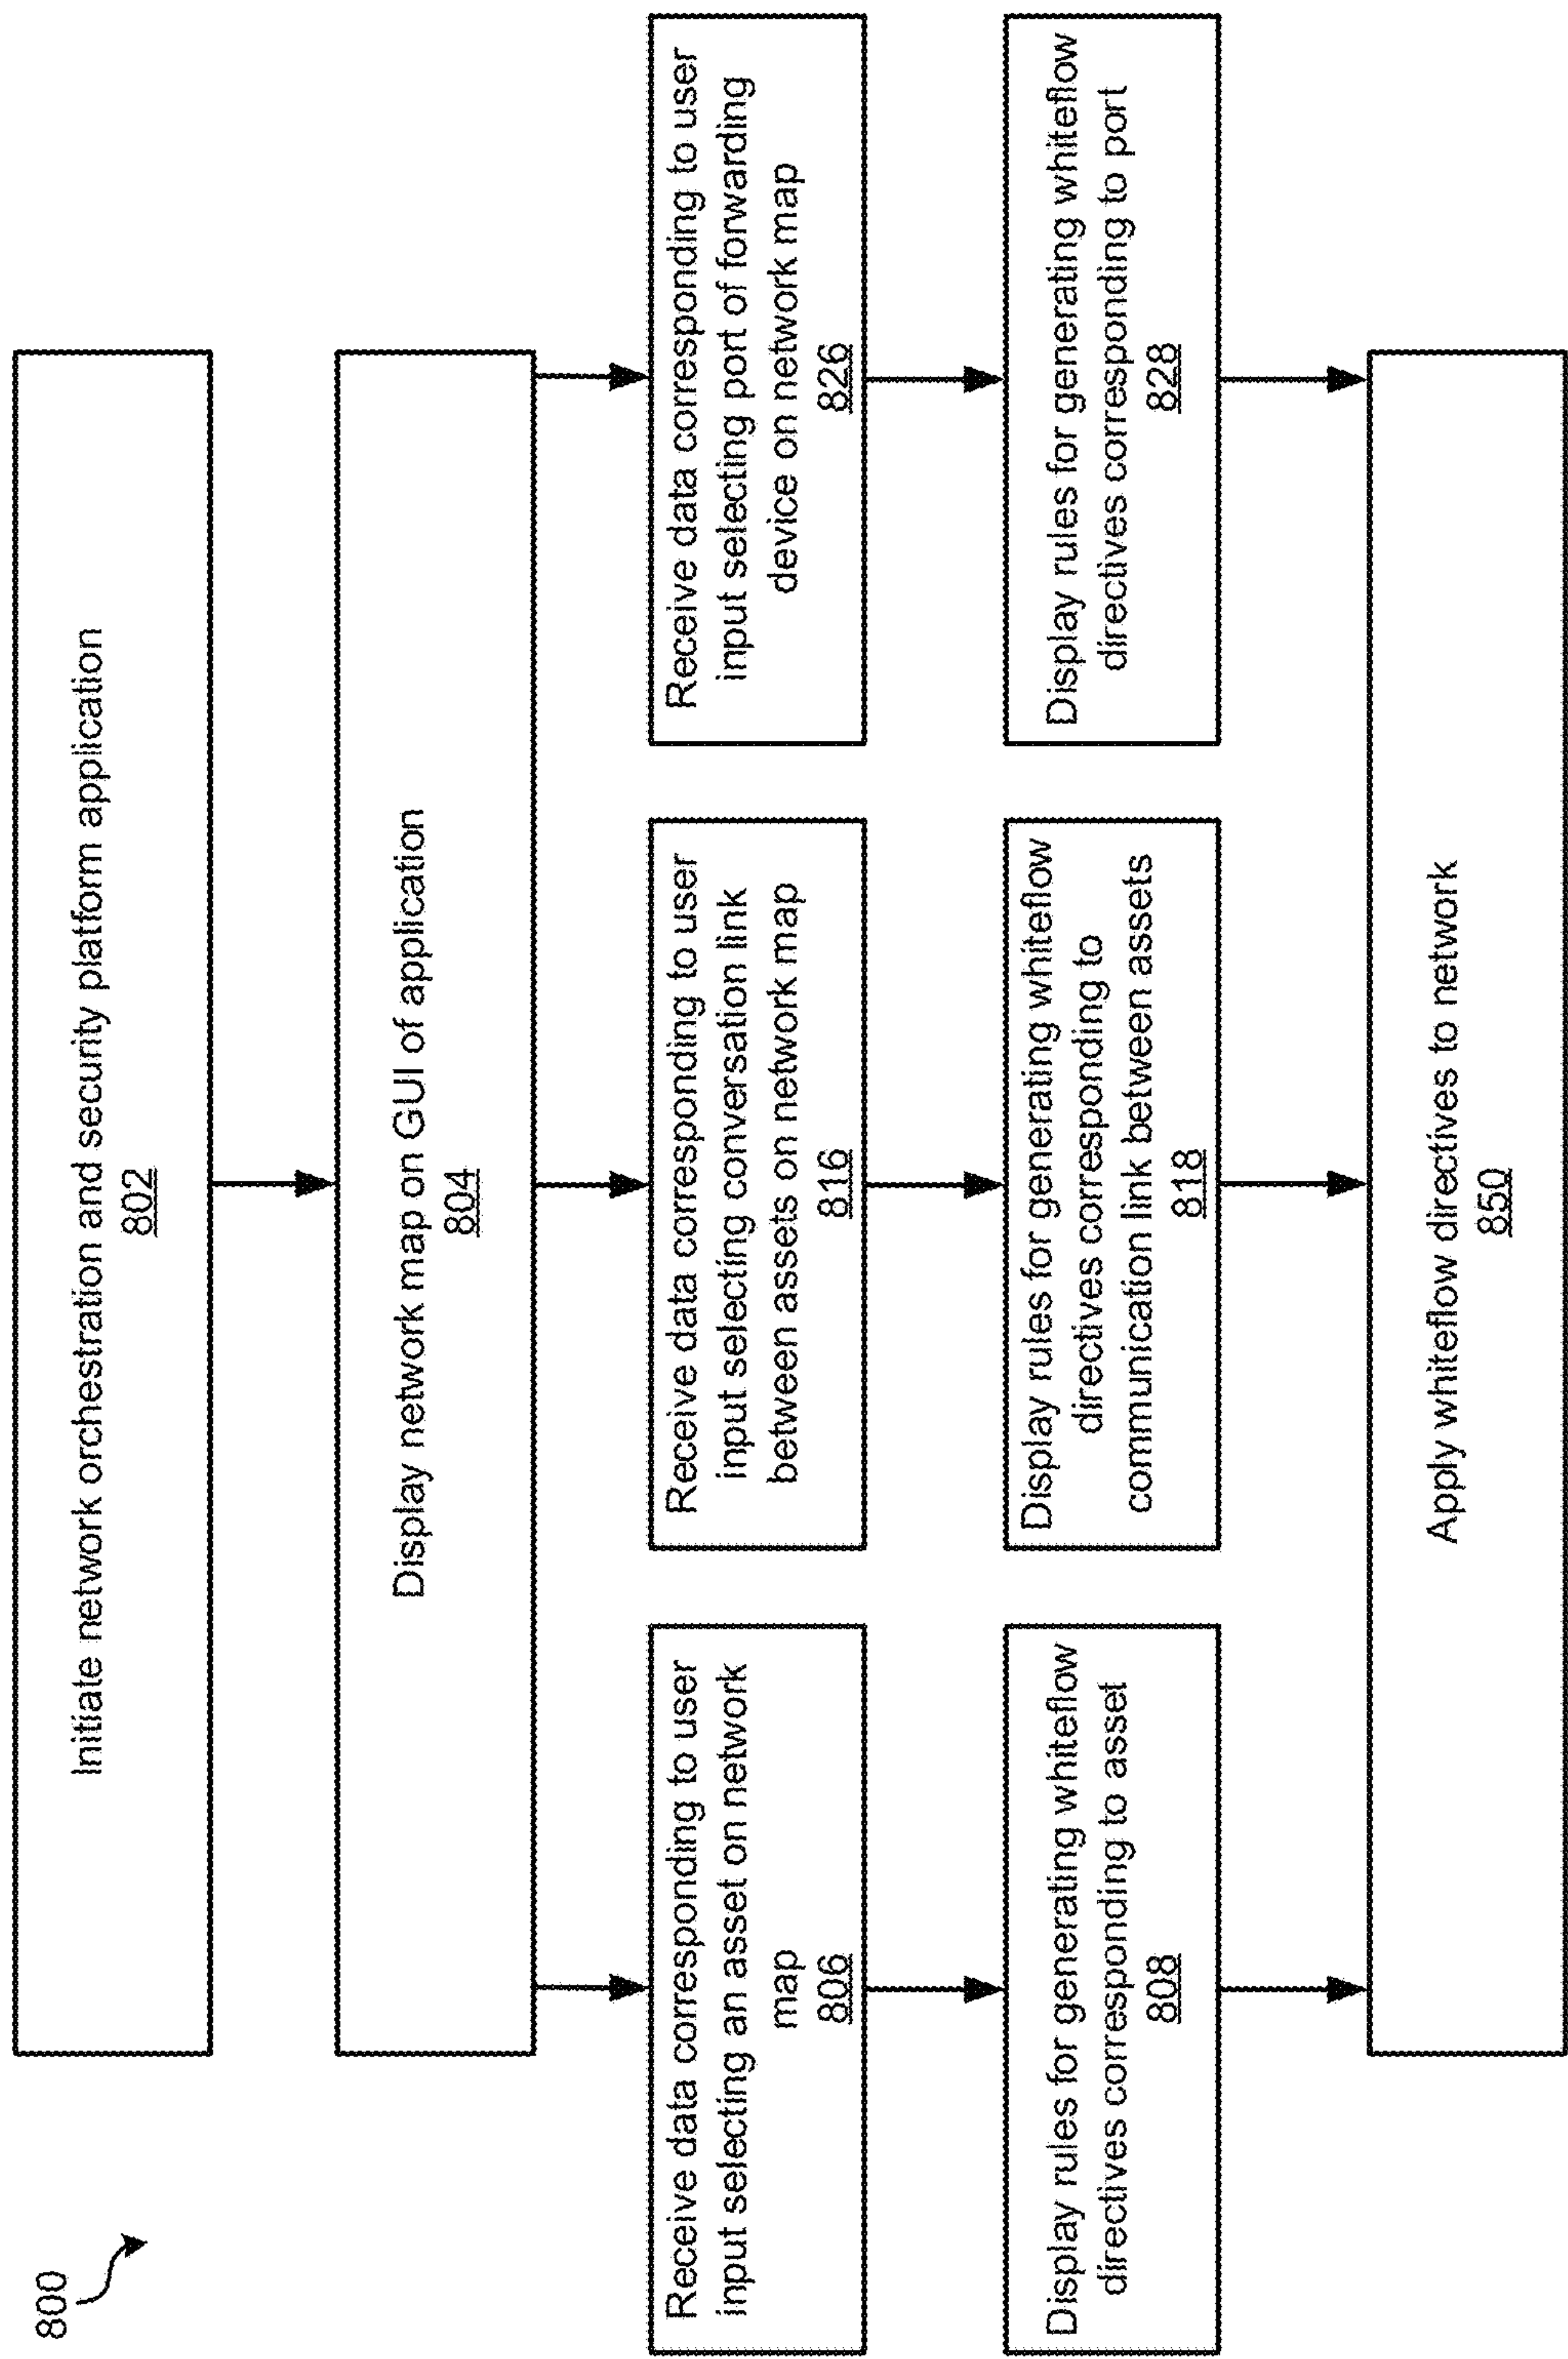 800
Initiate network orchestration and security platform application
802
Display network map on GUI of application
804
Receive data corresponding to user
input selecting an asset on network
map
806
Receive data corresponding to user
input selecting conversation link
between assets on network map
816
Receive data corresponding to user
input selecting port of forwarding
device on network map
826
Display rules for generating whiteflow
directives corresponding to asset
808
Display rules for generating whiteflow
directives corresponding to
communication link between assets
818
Display rules for generating whiteflow
directives corresponding to port
828
Apply whiteflow directives to network
850